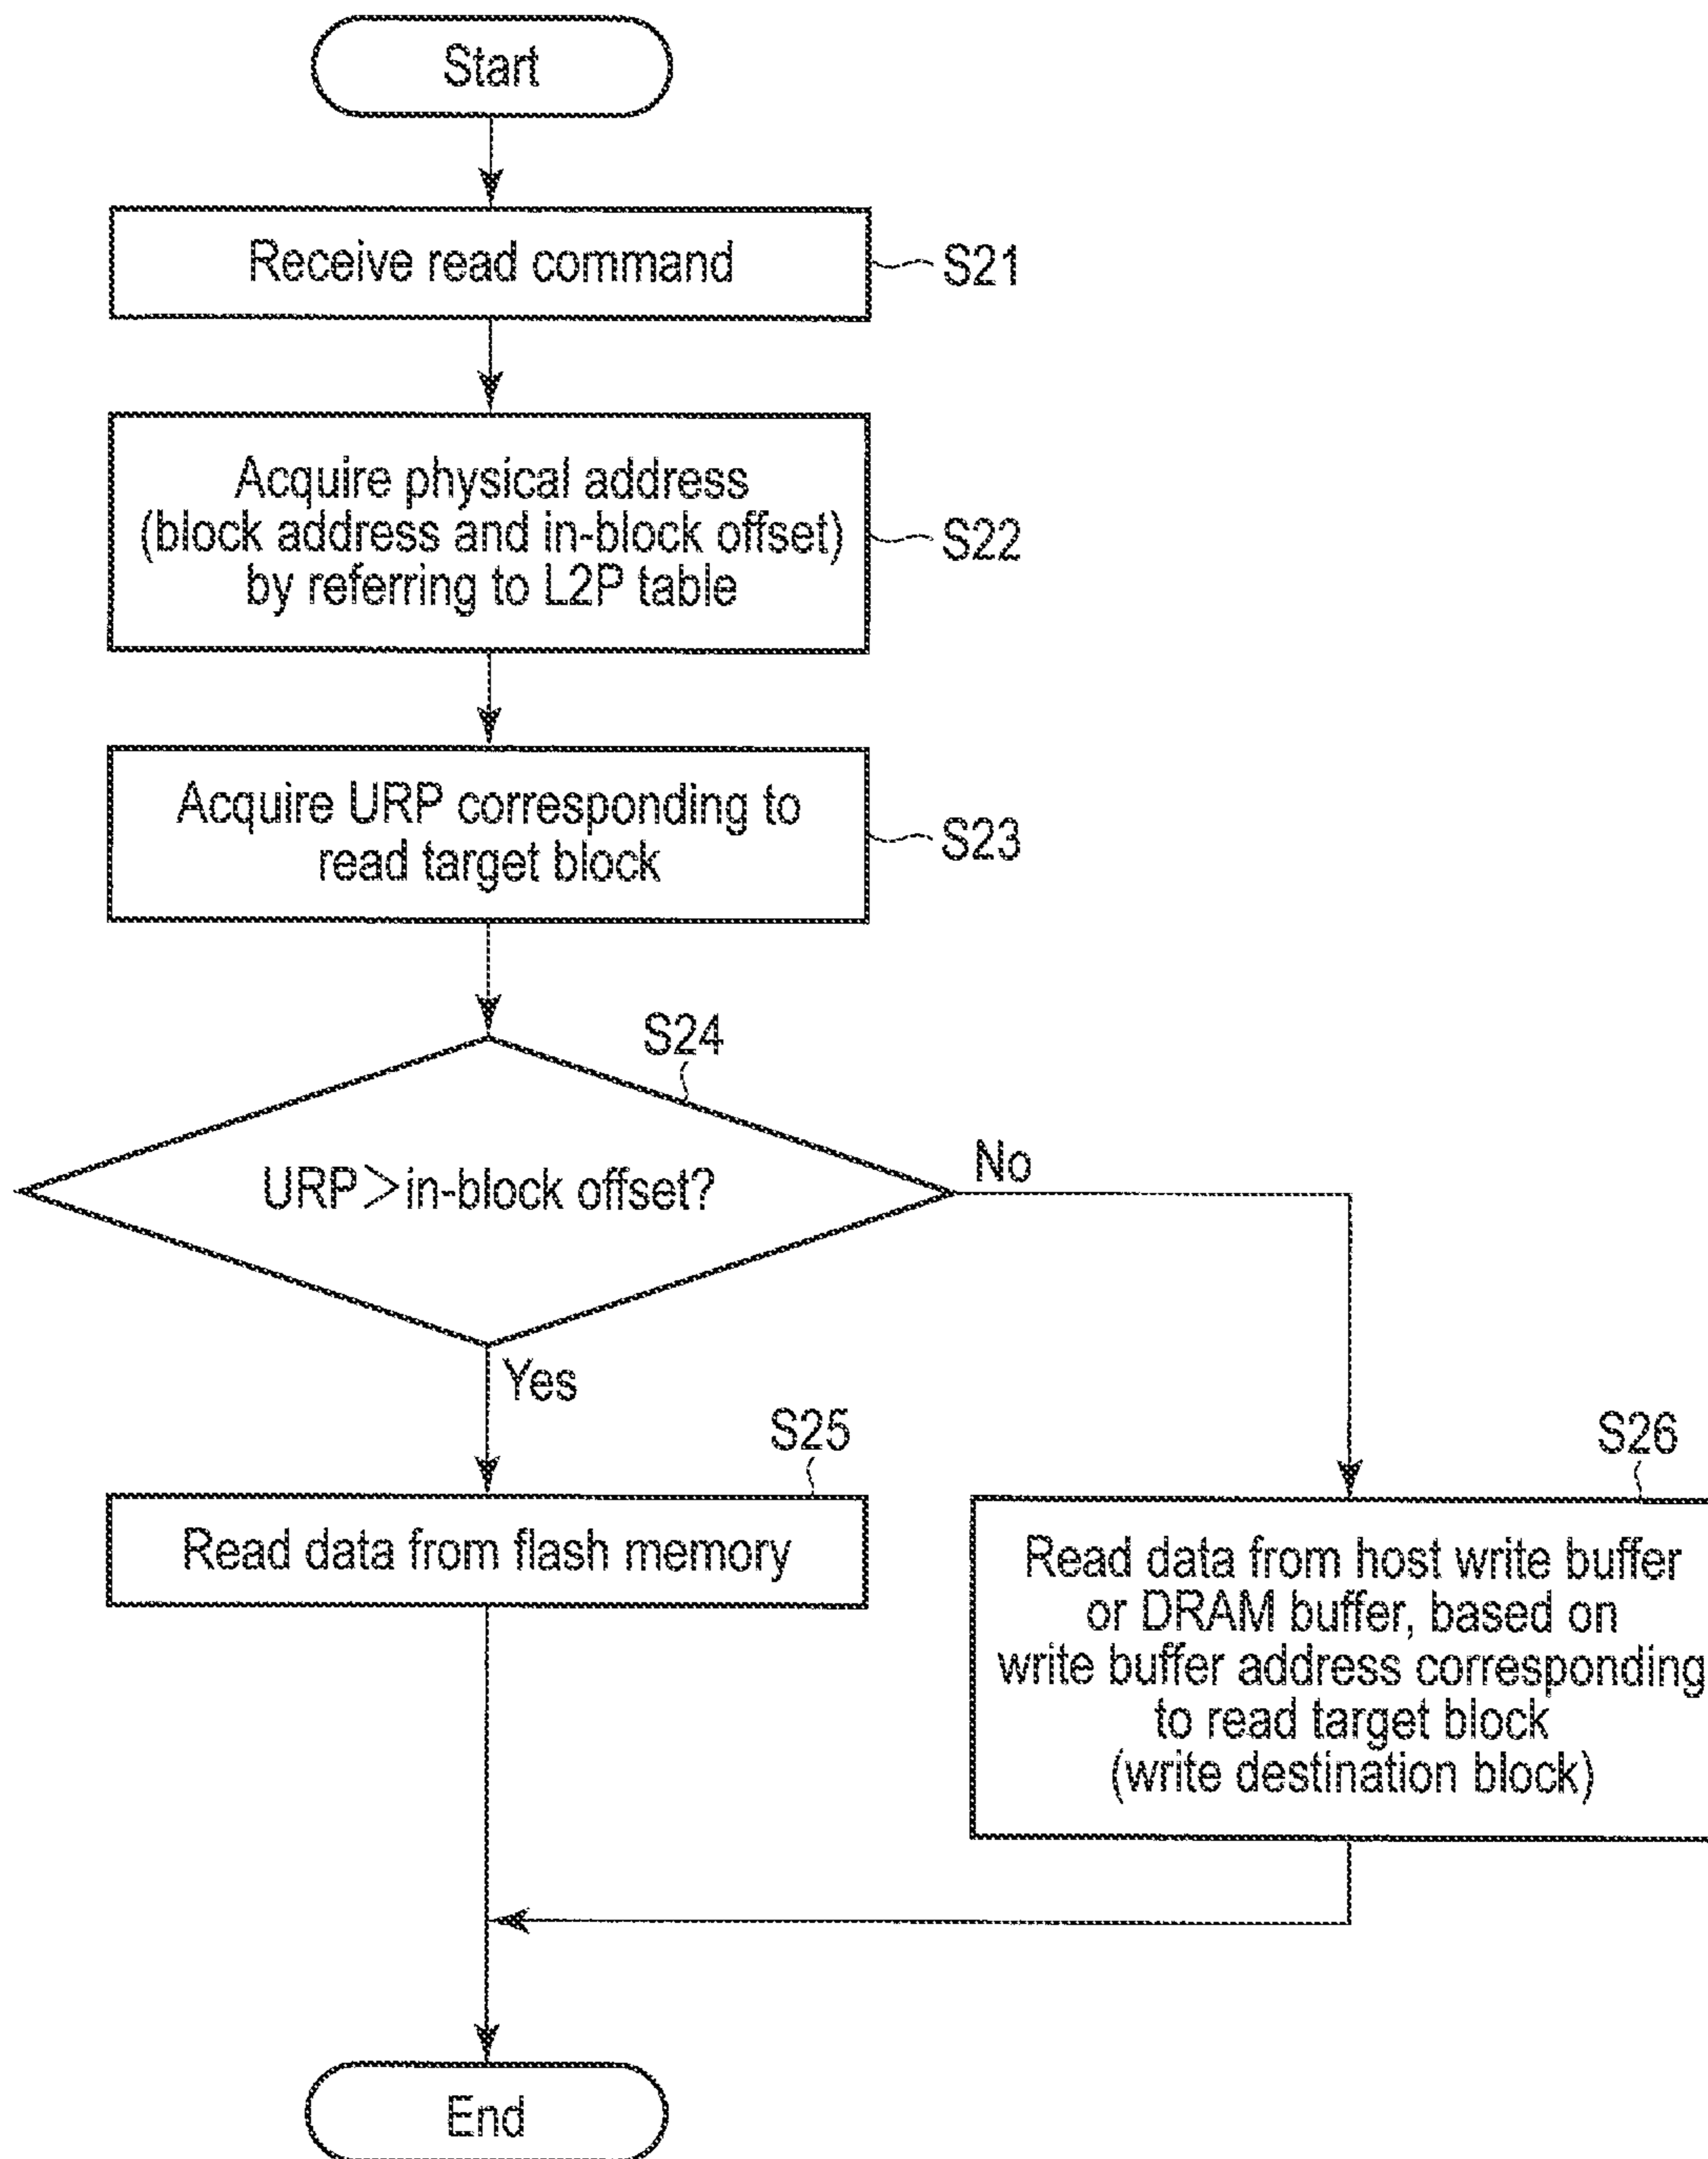 Start
Receive read command
S21
Acquire physical address
(block address and in-block offset)
by referring to L2P table
S22
Acquire URP corresponding to
read target block
S23
S24
URP＞in-block offset?
No
Yes
S25
Read data from flash memory
S26
Read data from host write buffer
or DRAM buffer, based on
write buffer address corresponding
to read target block
(write destination block)
End